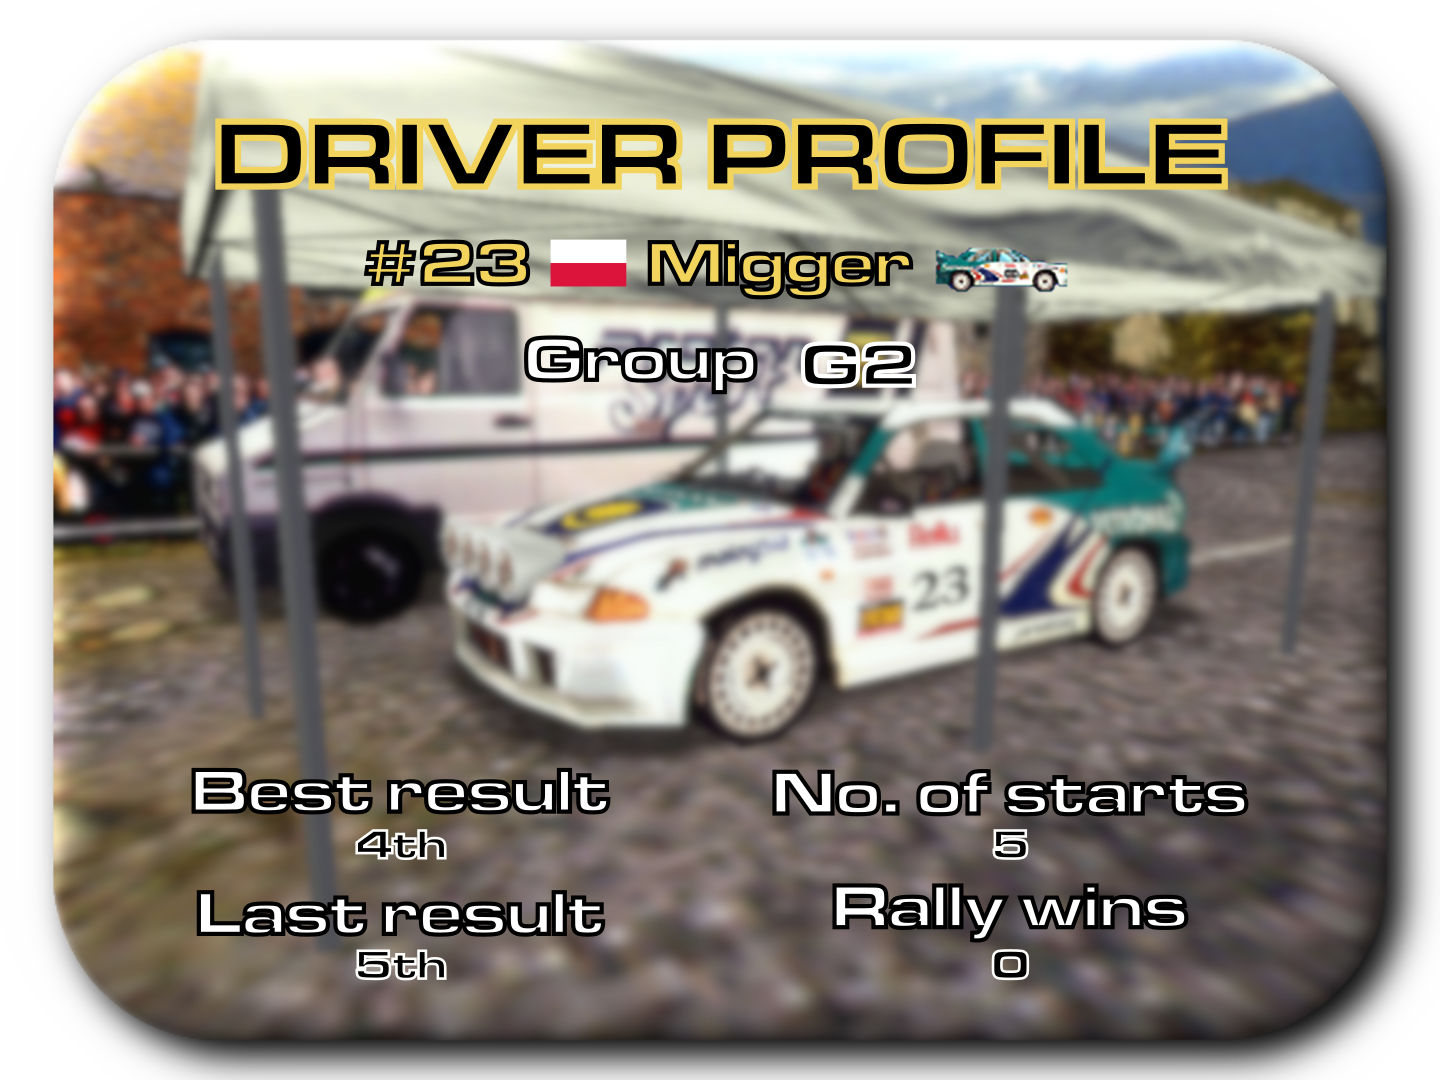 DRIVER PROFILE
#23 Migger
Group G2
23
Best result
4th
No. of starts
5
Last result
5th
Rally wins
0